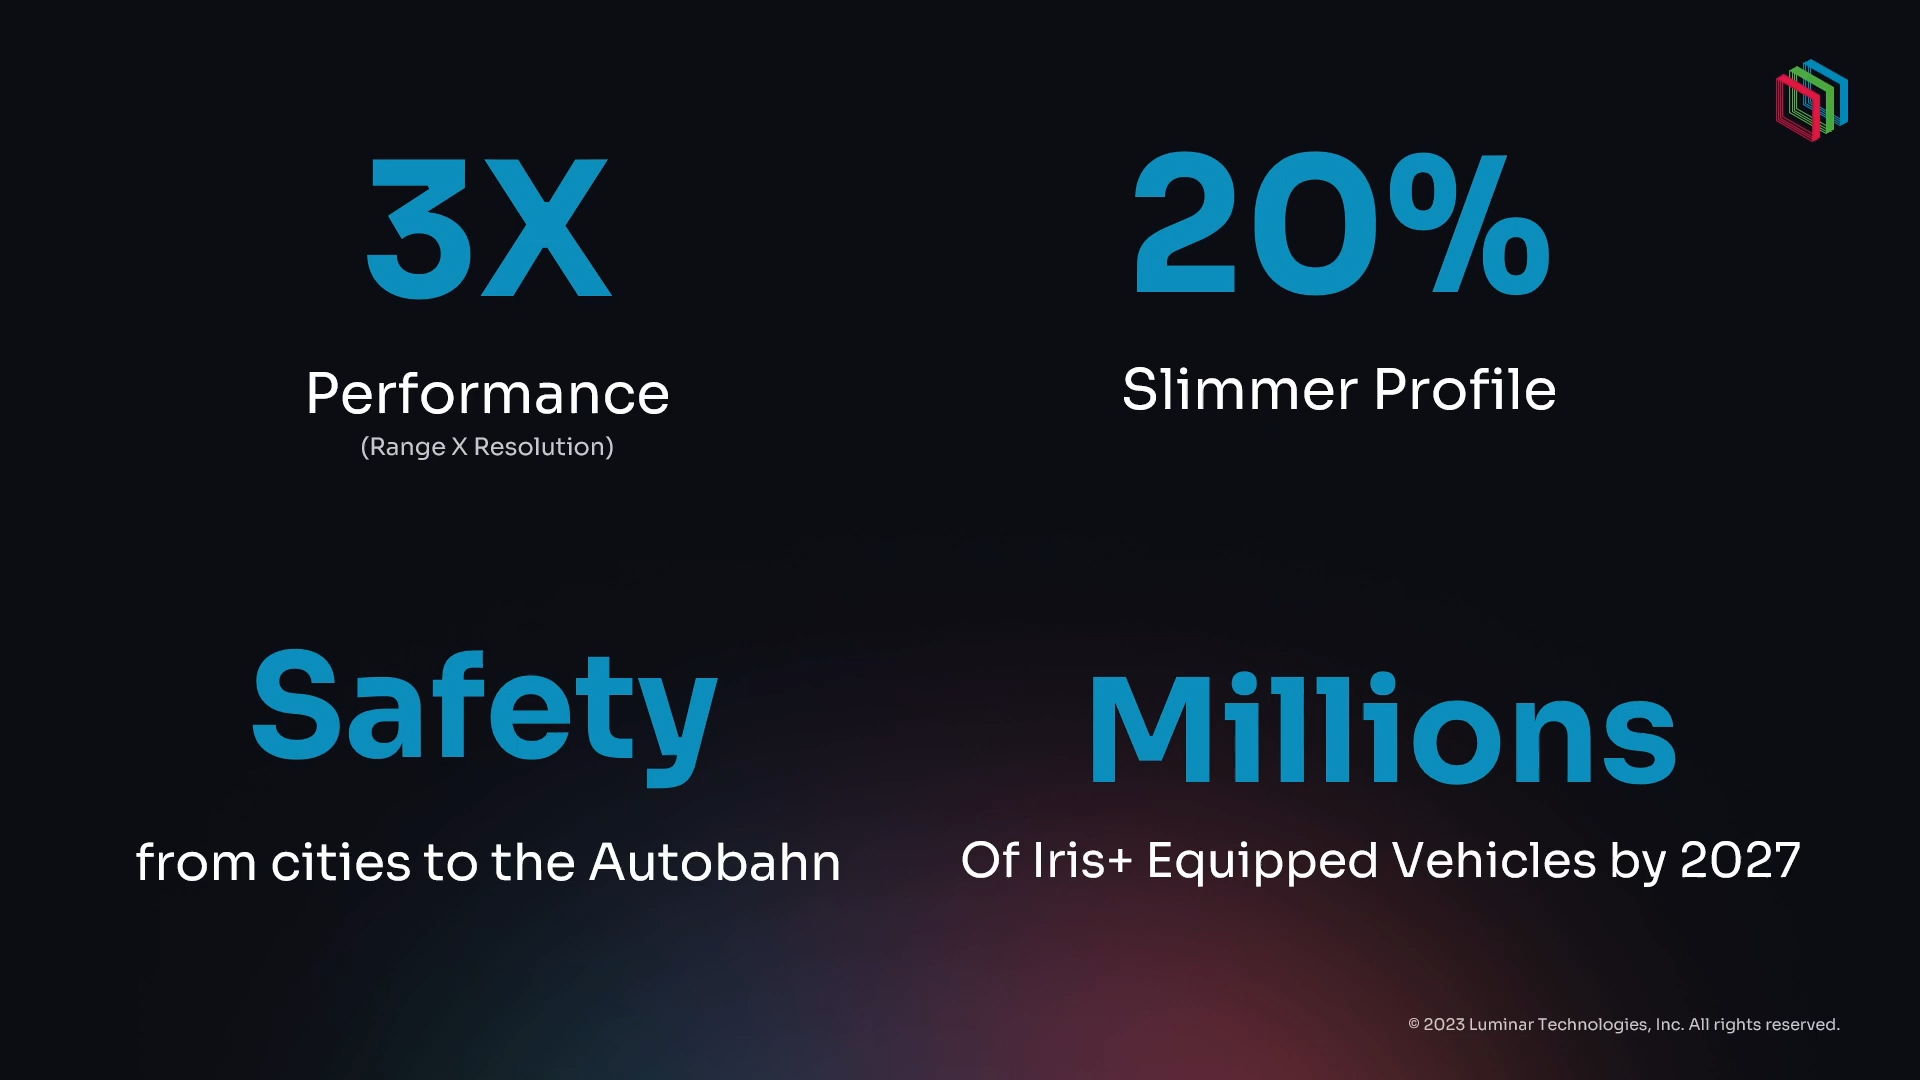 3X
Performance
(Range X Resolution)
20%
Slimmer Profile
Safety
from cities to the Autobahn
Millions
Of Iris+ Equipped Vehicles by 2027
© 2023 Luminar Technologies, Inc. All rights reserved.